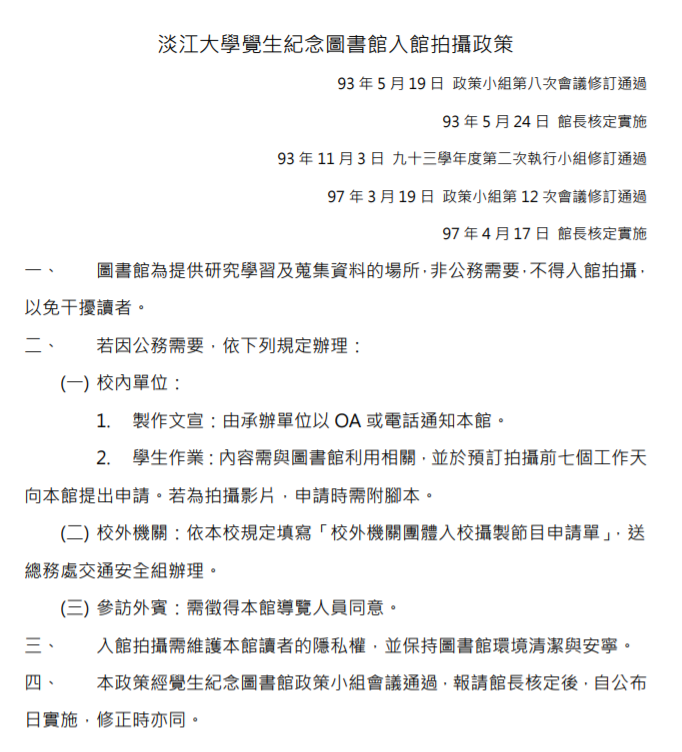 淡江大學覺生紀念圖書館入館拍攝政策
93 年 5 月 19 日 政策小組第八次會議修訂通過
93 年 5 月 24 日 館長核定實施
93 年 11 月 3 日 九十三學年度第二次執行小組修訂通過
97 年 3 月 19 日 政策小組第 12 次會議修訂通過
97 年 4 月 17 日 館長核定實施
一、 圖書館為提供研究學習及蒐集資料的場所，非公務需要，不得入館拍攝，
以免干擾讀者。
二、 若因公務需要，依下列規定辦理：
(一) 校內單位：
1. 製作文宣：由承辦單位以 OA 或電話通知本館。
2. 學生作業：內容需與圖書館利用相關，並於預訂拍攝前七個工作天
向本館提出申請。若為拍攝影片，申請時需附腳本。
(二) 校外機關：依本校規定填寫「校外機關團體入校攝製節目申請單」，送
總務處交通安全組辦理。
(三) 參訪外賓：需徵得本館導覽人員同意。
三、 入館拍攝需維護本館讀者的隱私權，並保持圖書館環境清潔與安寧。
四、 本政策經覺生紀念圖書館政策小組會議通過，報請館長核定後，自公布
日實施，修正時亦同。